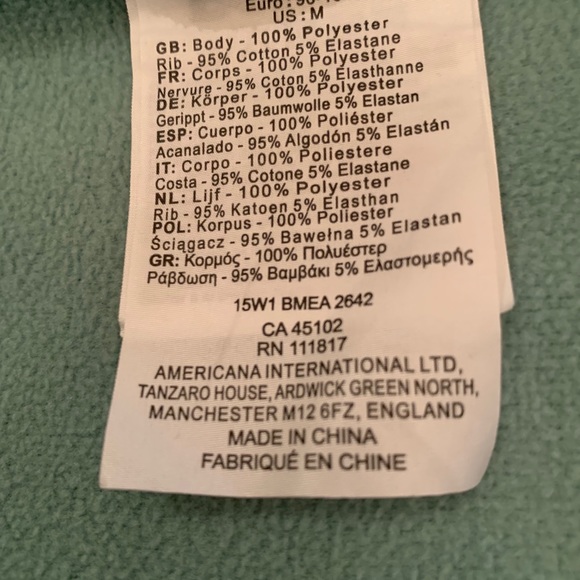 Euro :
US : M
GB: Body - 100% Polyester
Rib - 95% Cotton 5% Elastane
FR: Corps - 100% Polyester
Nervure - 95% Coton 5% Élasthanne
DE: Körper - 100% Polyester
Gerippt - 95% Baumwolle 5% Elastan
ESP: Cuerpo - 100% Poliéster
Acanalado - 95% Algodón 5% Elastán
IT: Corpo - 100% Poliestere
Costa - 95% Cotone 5% Elastane
NL: Lijf - 100% Polyester
Rib - 95% Katoen 5% Elasthan
POL: Korpus - 100% Poliester
Ściągacz - 95% Bawełna 5% Elastan
GR: Κορμός - 100% Πολυέστερ
Ράβδωση - 95% Βαμβάκι 5% Ελαστομερής
15W1 BMEA 2642
CA 45102
RN 111817
AMERICANA INTERNATIONAL LTD,
TANZARO HOUSE, ARDWICK GREEN NORTH,
MANCHESTER M12 6FZ, ENGLAND
MADE IN CHINA
FABRIQUÉ EN CHINE